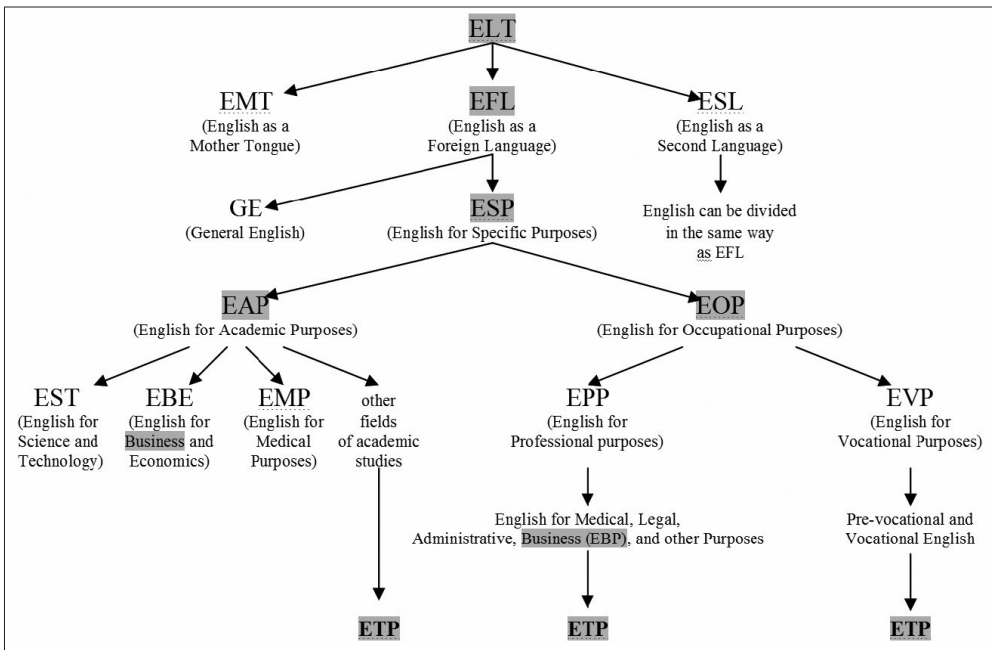 ELT
EMT
(English as a
Mother Tongue)
EFL
(English as a
Foreign Language)
ESL
(English as a
Second Language)
GE
(General English)
ESP
(English for Specific Purposes)
English can be divided
in the same way
as EFL
EAP
(English for Academic Purposes)
EOP
(English for Occupational Purposes)
EST
(English for
Science and
Technology)
EBE
(English for
Business and
Economics)
EMP
(English for
Medical
Purposes)
other
fields
of academic
studies
EPP
(English for
Professional purposes)
EVP
(English for
Vocational Purposes)
English for Medical, Legal,
Administrative, Business (EBP), and other Purposes
Pre-vocational and
Vocational English
ETP
ETP
ETP